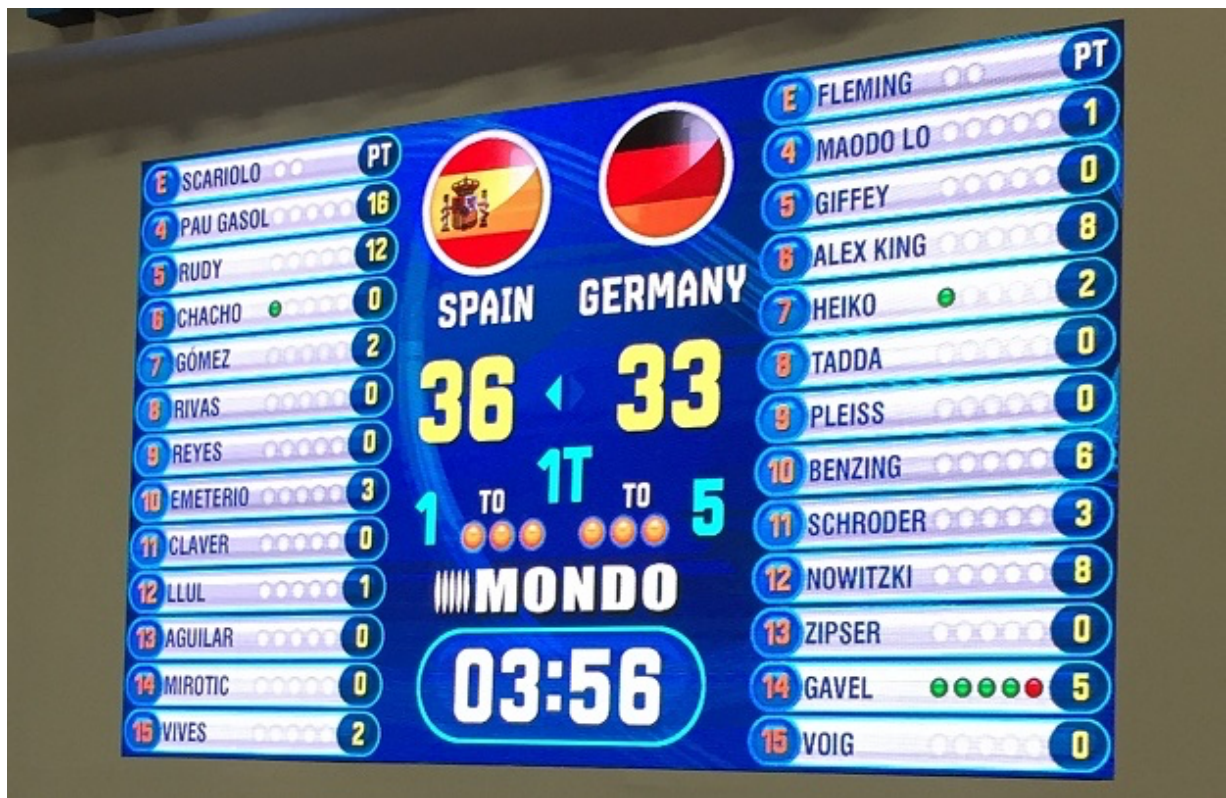 E SCARIOLO PT
4 PAU GASOL 16
5 RUDY 12
6 CHACHO 0
7 GÓMEZ 2
8 RIVAS 0
9 REYES 0
10 EMETERIO 3
11 CLAVER 0
12 LLUL 1
13 AGUILAR 0
14 MIROTIC 0
15 VIVES 2
SPAIN GERMANY
36 33
1T
1 TO TO 5
MONDO
03:56
E FLEMING PT
4 MAODO LO 1
5 GIFFEY 0
6 ALEX KING 8
7 HEIKO 2
8 TADDA 0
9 PLEISS 0
10 BENZING 6
11 SCHRODER 3
12 NOWITZKI 8
13 ZIPSER 0
14 GAVEL 5
15 VOIG 0